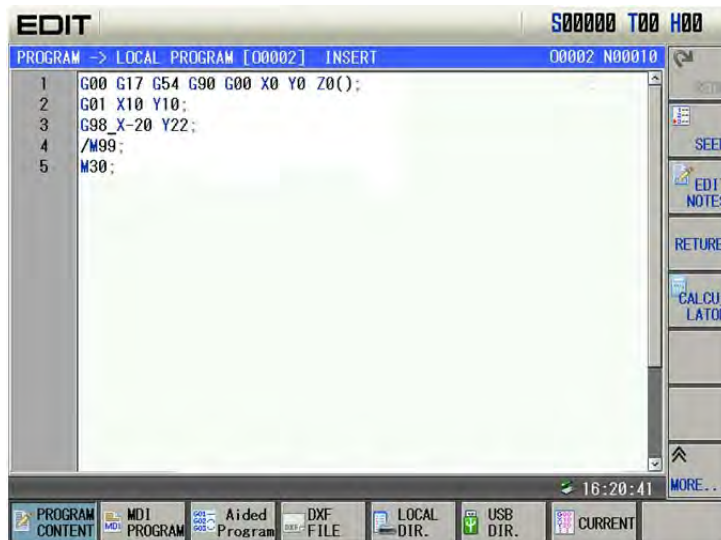 EDIT S00000 T00 H00
PROGRAM -> LOCAL PROGRAM [O0002] INSERT O0002 N00010
1 G00 G17 G54 G90 G00 X0 Y0 Z0();
2 G01 X10 Y10;
3 G98_X-20 Y22;
4 /M99;
5 M30;
SEE
EDIT
NOTES
RETURE
CALCU
LATO
MORE..
16:20:41
PROGRAM CONTENT
MDI PROGRAM
Aided Program
DXF FILE
LOCAL DIR.
USB DIR.
CURRENT